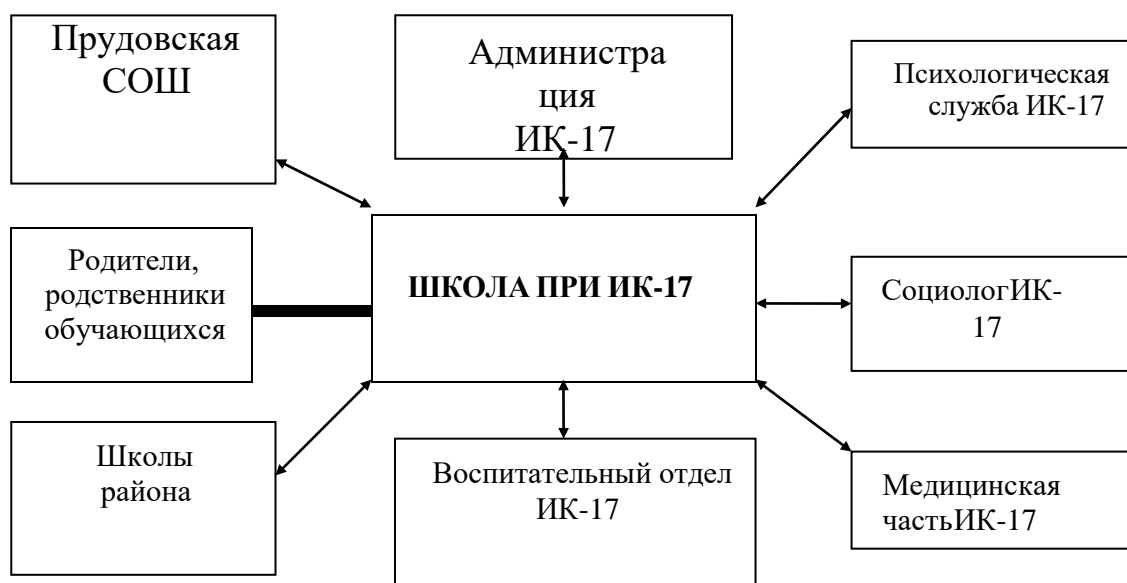 Прудовская
СОШ
Администра
ция
ИК-17
Психологическая
служба ИК-17
Родители,
родственники
обучающихся
ШКОЛА ПРИ ИК-17
СоциологИК-
17
Школы
района
Воспитательный отдел
ИК-17
Медицинская
частьИК-17